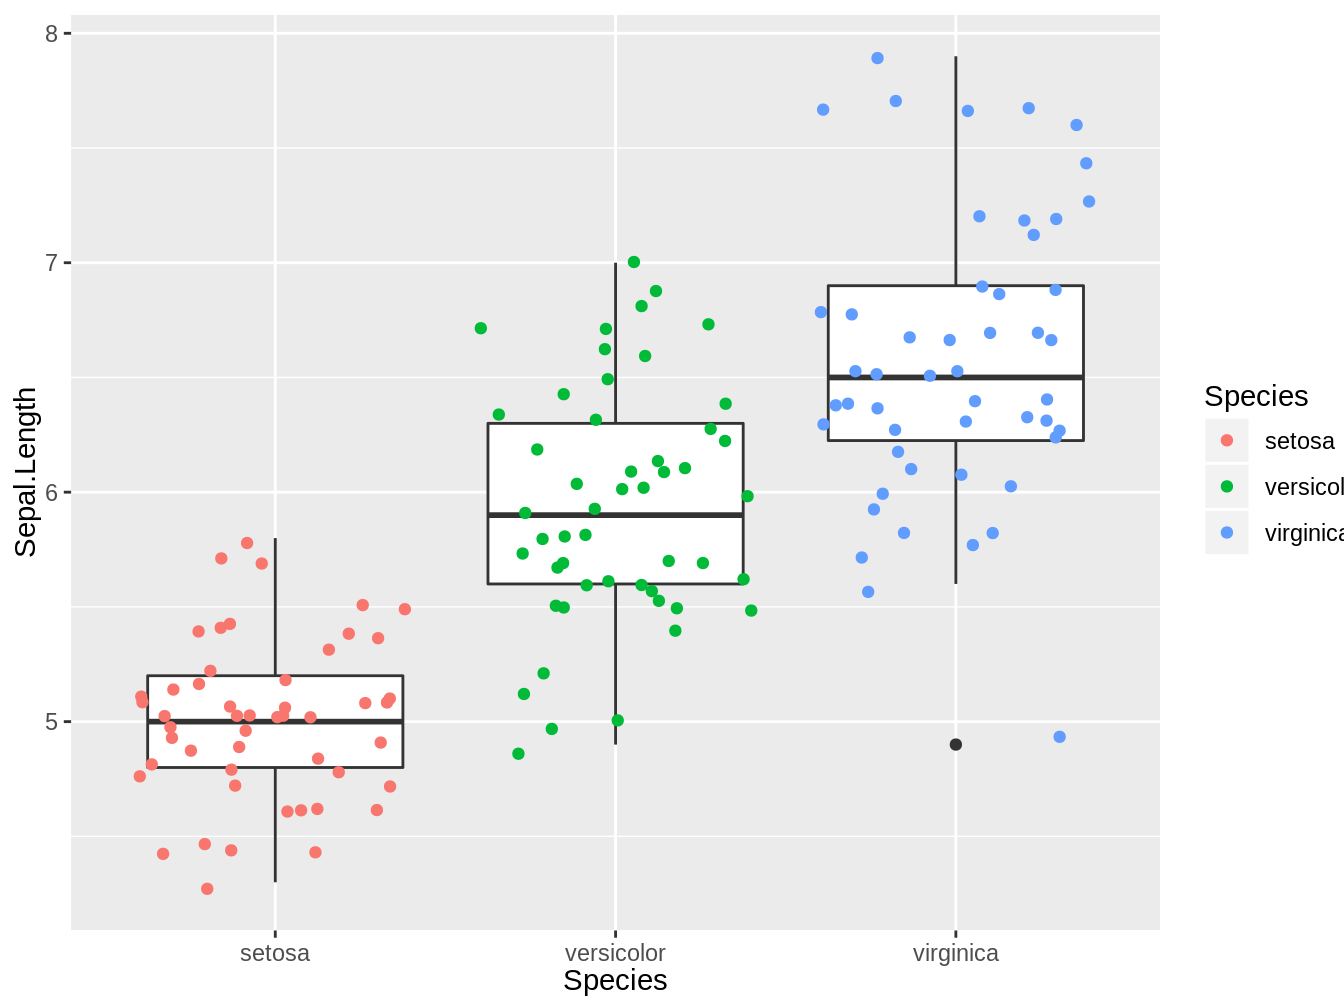 8
7
6
5
Sepal.Length
setosa
versicolor
virginica
Species
Species
setosa
versicol
virginica